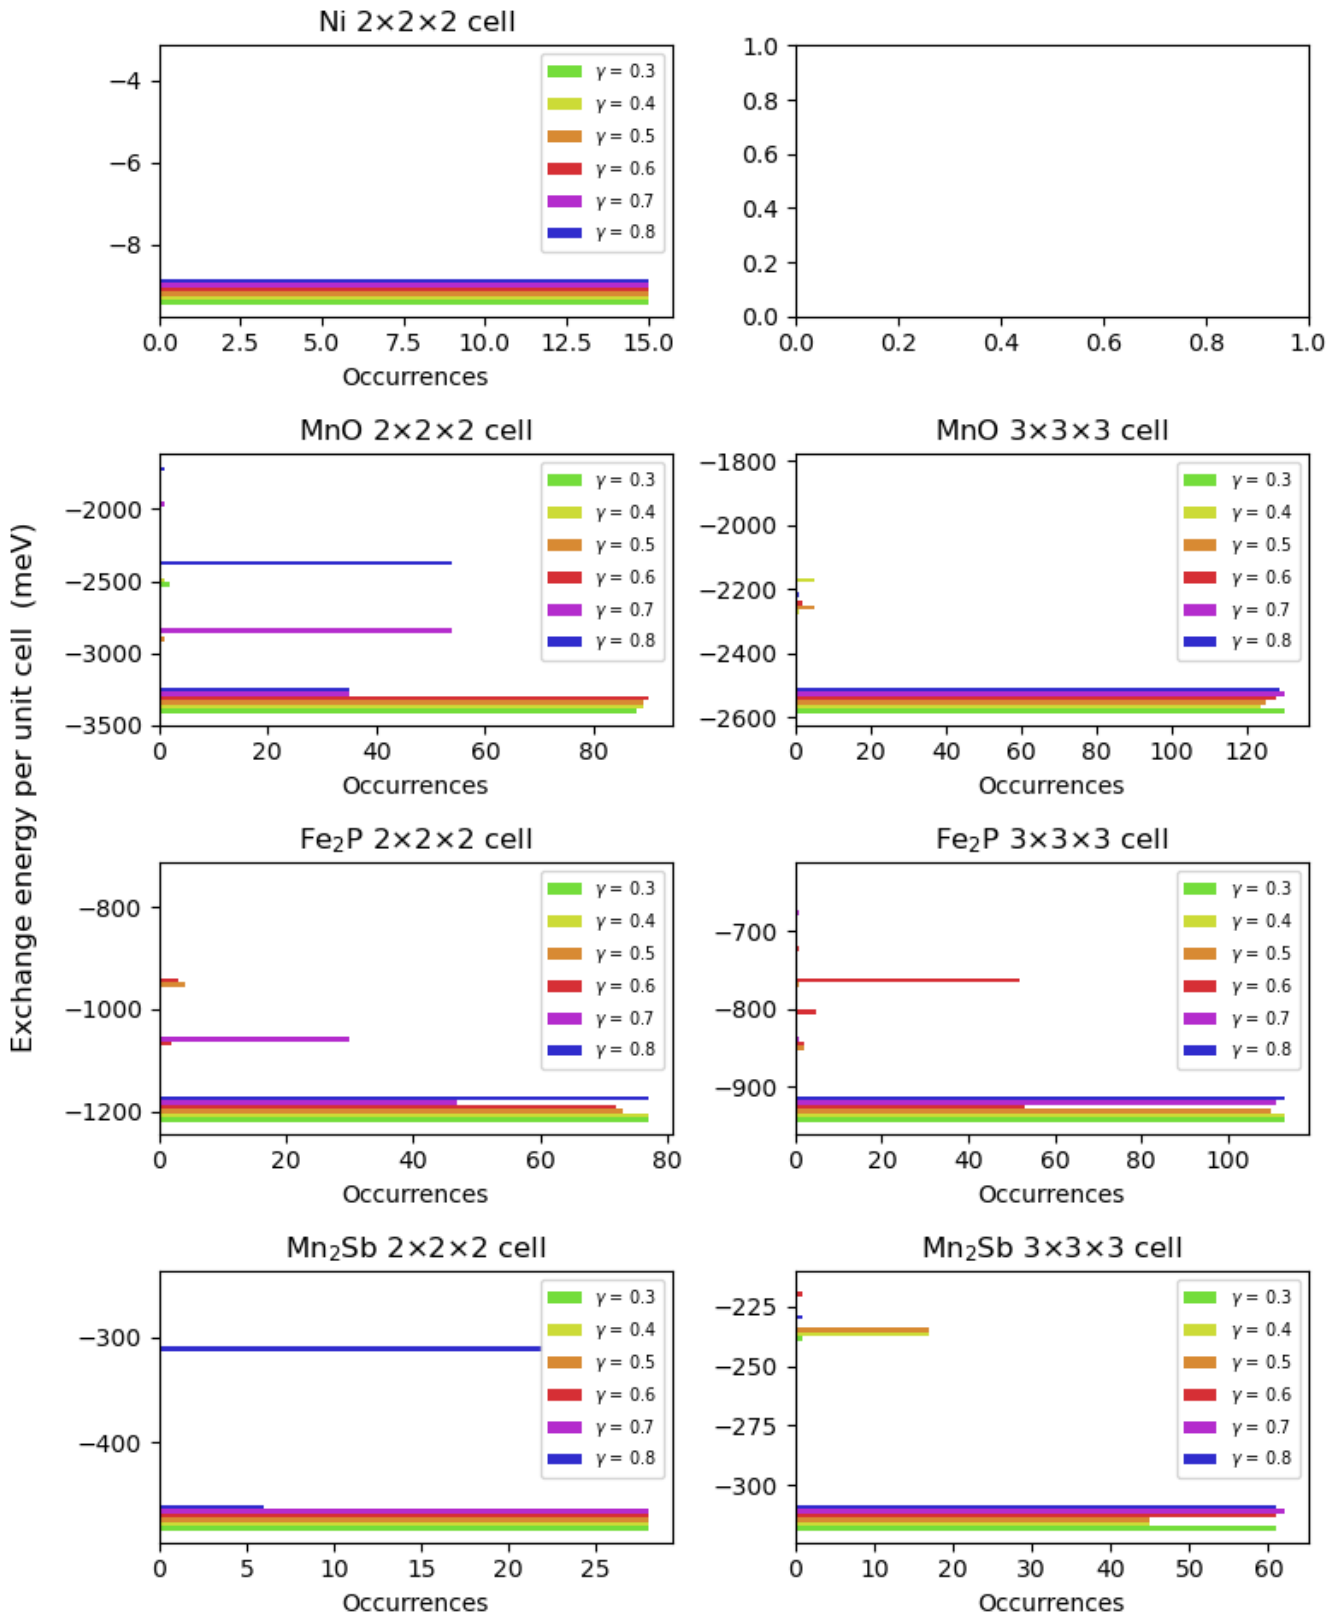 Ni 2×2×2 cell
−4
−6
−8
γ = 0.3
γ = 0.4
γ = 0.5
γ = 0.6
γ = 0.7
γ = 0.8
0.0 2.5 5.0 7.5 10.0 12.5 15.0
Occurrences
1.0
0.8
0.6
0.4
0.2
0.0
0.0 0.2 0.4 0.6 0.8 1.0
Exchange energy per unit cell (meV)
MnO 2×2×2 cell
−2000
−2500
−3000
−3500
γ = 0.3
γ = 0.4
γ = 0.5
γ = 0.6
γ = 0.7
γ = 0.8
0 20 40 60 80
Occurrences
MnO 3×3×3 cell
−1800
−2000
−2200
−2400
−2600
γ = 0.3
γ = 0.4
γ = 0.5
γ = 0.6
γ = 0.7
γ = 0.8
0 20 40 60 80 100 120
Occurrences
Fe₂P 2×2×2 cell
−800
−1000
−1200
γ = 0.3
γ = 0.4
γ = 0.5
γ = 0.6
γ = 0.7
γ = 0.8
0 20 40 60 80
Occurrences
Fe₂P 3×3×3 cell
−700
−800
−900
γ = 0.3
γ = 0.4
γ = 0.5
γ = 0.6
γ = 0.7
γ = 0.8
0 20 40 60 80 100
Occurrences
Mn₂Sb 2×2×2 cell
−300
−400
γ = 0.3
γ = 0.4
γ = 0.5
γ = 0.6
γ = 0.7
γ = 0.8
0 5 10 15 20 25
Occurrences
Mn₂Sb 3×3×3 cell
−225
−250
−275
−300
γ = 0.3
γ = 0.4
γ = 0.5
γ = 0.6
γ = 0.7
γ = 0.8
0 10 20 30 40 50 60
Occurrences